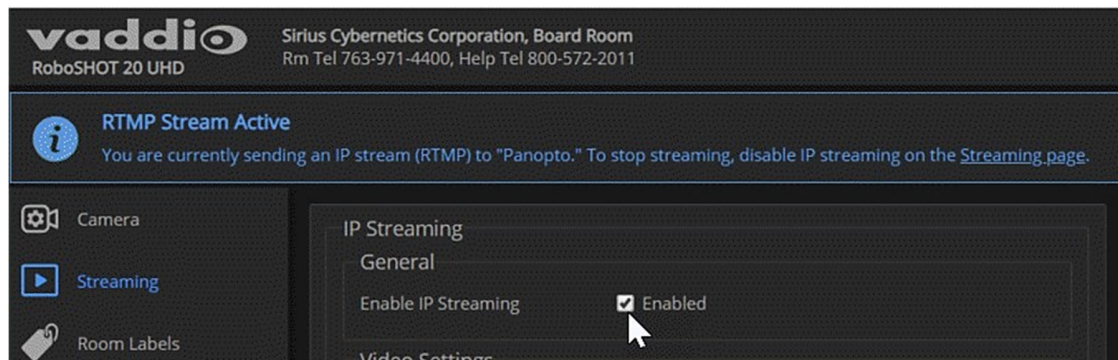 vaddio
RoboSHOT 20 UHD
Sirius Cybernetics Corporation, Board Room
Rm Tel 763-971-4400, Help Tel 800-572-2011
RTMP Stream Active
You are currently sending an IP stream (RTMP) to "Panopto." To stop streaming, disable IP streaming on the Streaming page.
Camera
Streaming
Room Labels
IP Streaming
General
Enable IP Streaming
Enabled
Video Settings